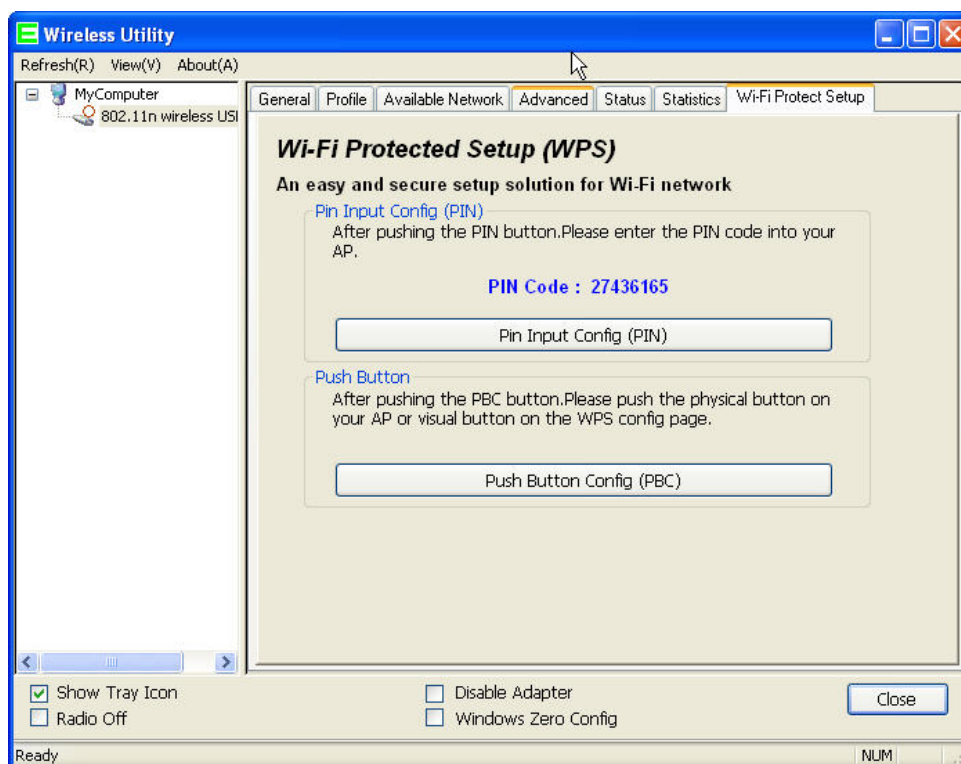 Wireless Utility
Refresh(R) View(V) About(A)
MyComputer
802.11n wireless USI
General Profile Available Network Advanced Status Statistics Wi-Fi Protect Setup
Wi-Fi Protected Setup (WPS)
An easy and secure setup solution for Wi-Fi network
Pin Input Config (PIN)
After pushing the PIN button.Please enter the PIN code into your
AP.
PIN Code : 27436165
Pin Input Config (PIN)
Push Button
After pushing the PBC button.Please push the physical button on
your AP or visual button on the WPS config page.
Push Button Config (PBC)
Show Tray Icon
Disable Adapter
Close
Radio Off
Windows Zero Config
Ready
NUM